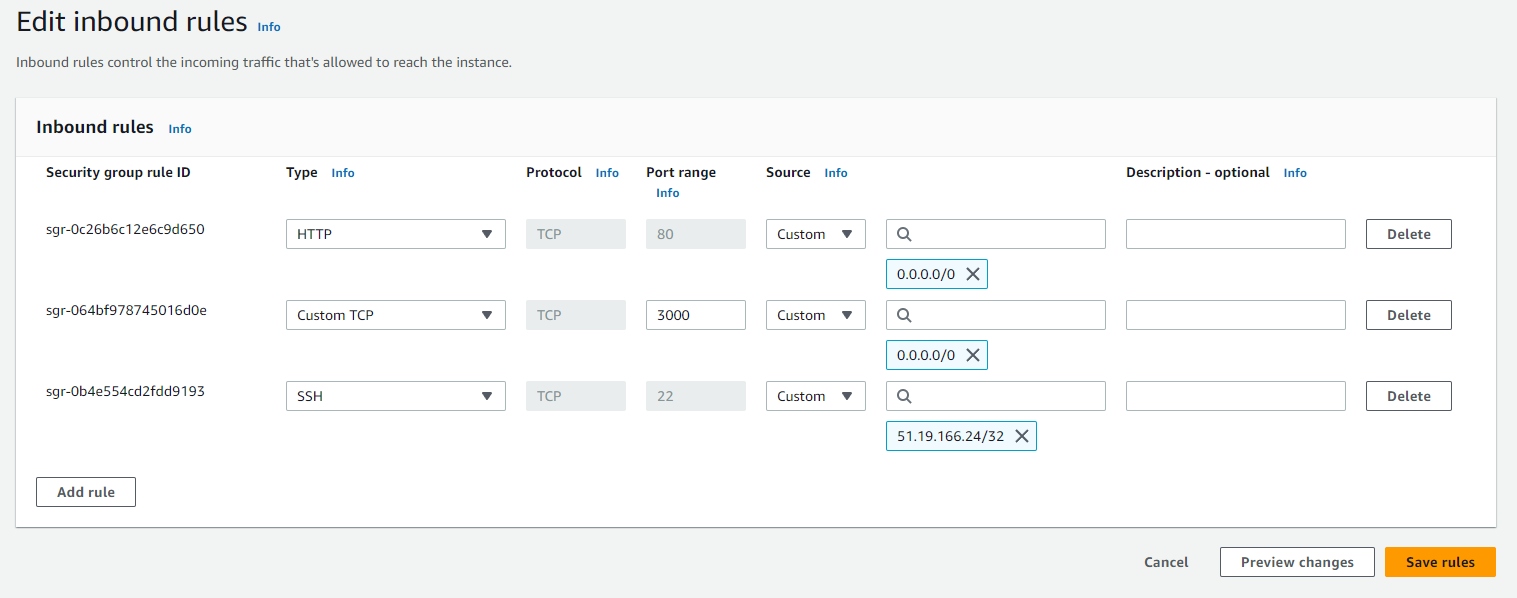 Edit inbound rules Info
Inbound rules control the incoming traffic that's allowed to reach the instance.
Inbound rules Info
Security group rule ID Type Info Protocol Info Port range Info Source Info Description - optional Info
sgr-0c26b6c12e6c9d650 HTTP TCP 80 Custom Delete
0.0.0.0/0
sgr-064bf978745016d0e Custom TCP TCP 3000 Custom Delete
0.0.0.0/0
sgr-0b4e554cd2fdd9193 SSH TCP 22 Custom Delete
51.19.166.24/32
Add rule
Cancel Preview changes Save rules